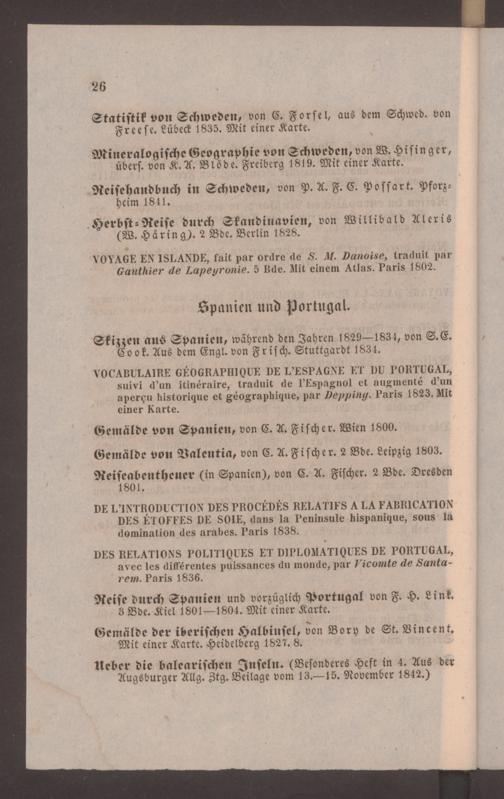 26
Statistik von Schweden, von C. Forsel, aus dem Schwed. von
Freese. Lübeck 1835. Mit einer Karte.
Mineralogische Geographie von Schweden, von W. Hisinger,
übers. von K. A. Blöde. Freiberg 1819. Mit einer Karte.
Reisehandbuch in Schweden, von P. A. F. C. Possart. Pforz-
heim 1841.
Herbst-Reise durch Skandinavien, von Willibald Alexis
(W. Häring). 2 Bde. Berlin 1828.
VOYAGE EN ISLANDE, fait par ordre de S. M. Danoise, traduit par
Gauthier de Lapeyronie. 5 Bde. Mit einem Atlas. Paris 1802.
Spanien und Portugal.
Skizzen aus Spanien, während den Jahren 1829—1834, von S. E.
Cook. Aus dem Engl. von Frisch. Stuttgardt 1834.
VOCABULAIRE GÉOGRAPHIQUE DE L'ESPAGNE ET DU PORTUGAL,
suivi d'un itinéraire, traduit de l'Espagnol et augmenté d'un
aperçu historique et géographique, par Depping. Paris 1823. Mit
einer Karte.
Gemälde von Spanien, von C. A. Fischer. Wien 1800.
Gemälde von Valentia, von C. A. Fischer. 2 Bde. Leipzig 1803.
Reiseabentheuer (in Spanien), von C. A. Fischer. 2 Bde. Dresden
1801.
DE L'INTRODUCTION DES PROCÉDÉS RELATIFS A LA FABRICATION
DES ÉTOFFES DE SOIE, dans la Peninsule hispanique, sous la
domination des arabes. Paris 1838.
DES RELATIONS POLITIQUES ET DIPLOMATIQUES DE PORTUGAL,
avec les différentes puissances du monde, par Vicomte de Santa-
rem. Paris 1836.
Reise durch Spanien und vorzüglich Portugal von F. H. Link.
3 Bde. Kiel 1801—1804. Mit einer Karte.
Gemälde der iberischen Halbinsel, von Bory de St. Vincent.
Mit einer Karte. Heidelberg 1827. 8.
Ueber die balearischen Inseln. (Besonderes Heft in 4. Aus der
Augsburger Allg. Ztg. Beilage vom 13.—15. November 1842.)